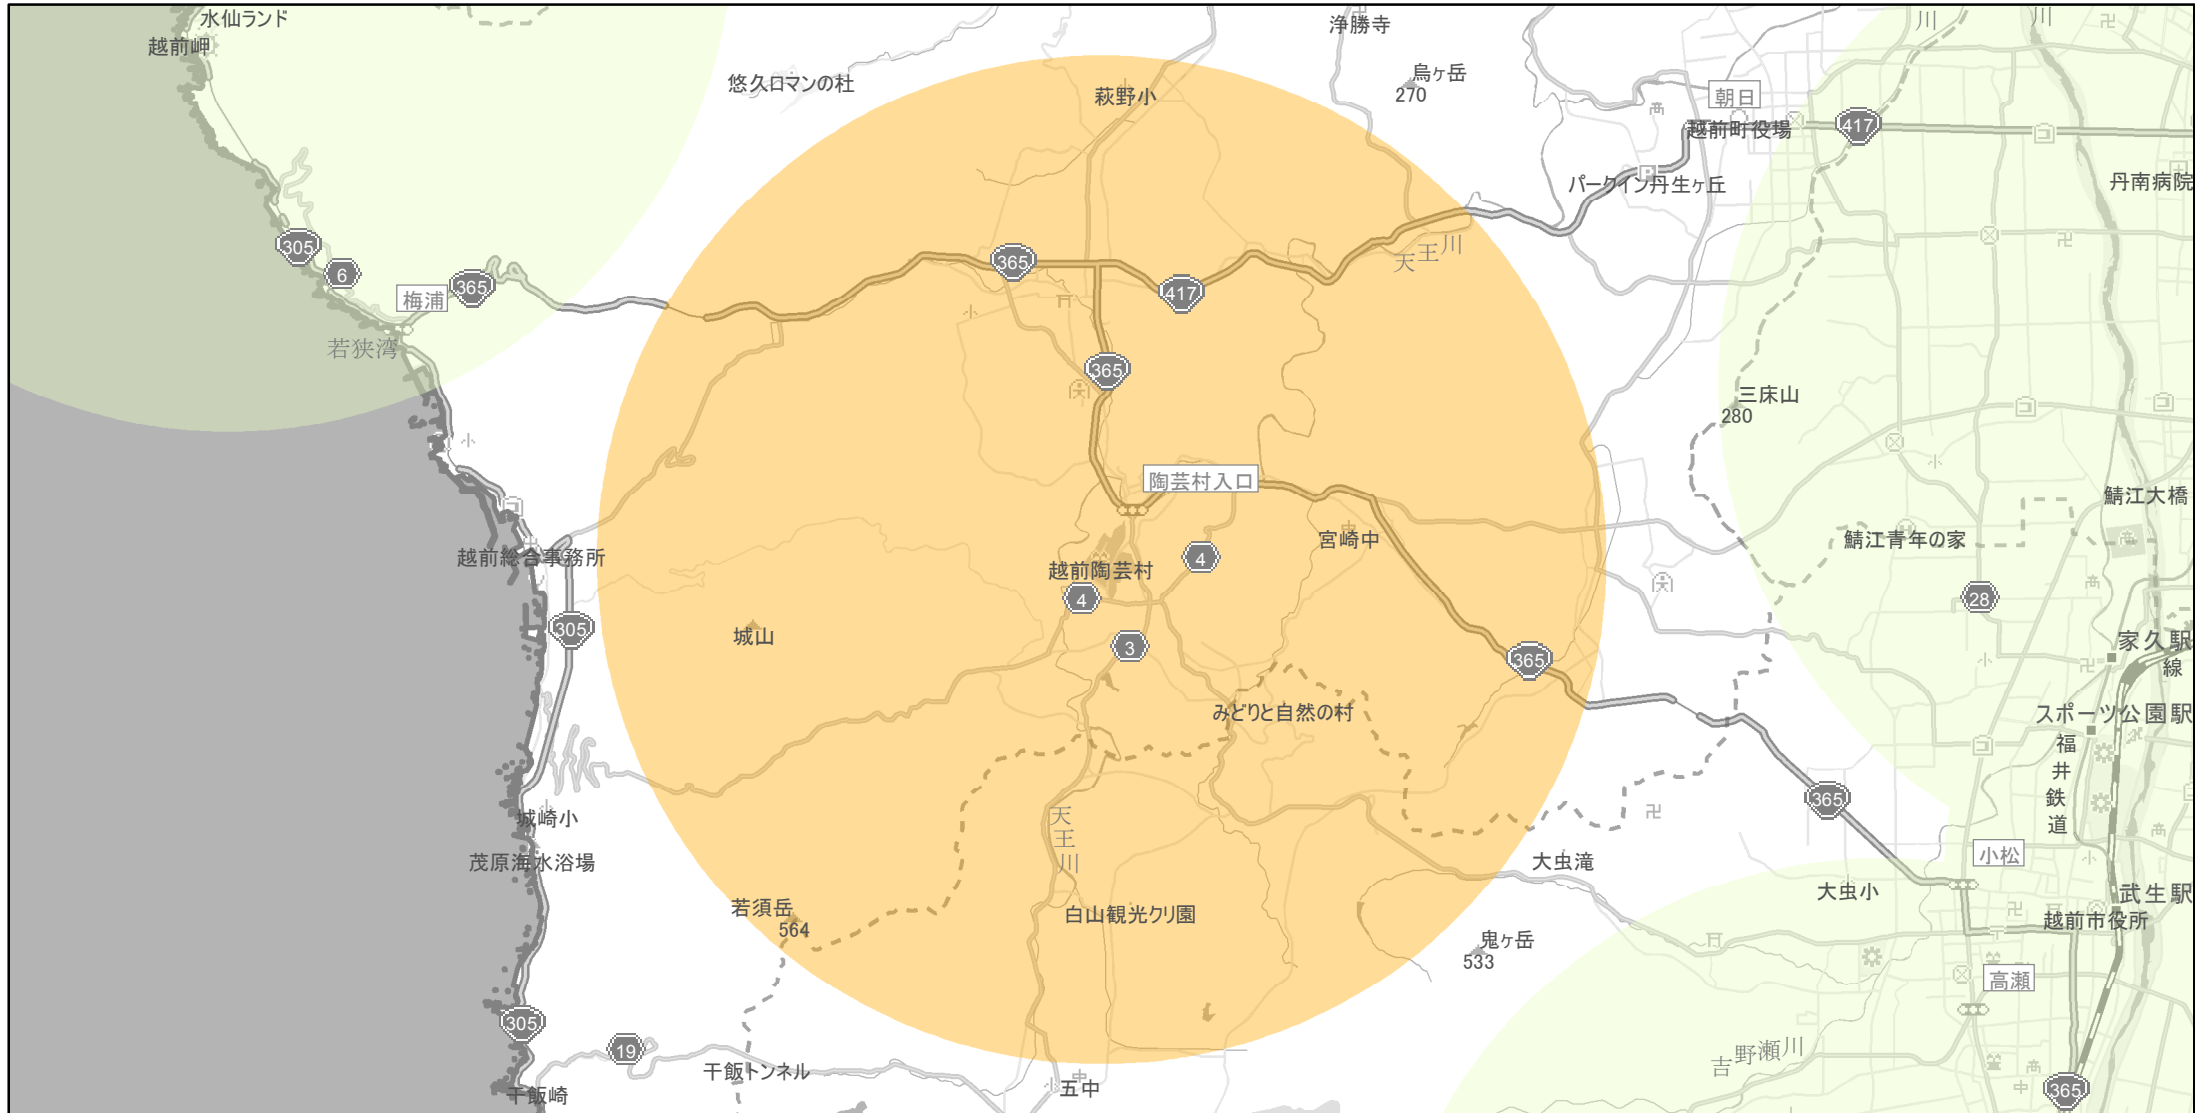 水仙ランド
越前岬
浄勝寺
川
川
悠久ロマンの杜
萩野小
烏ヶ岳
270
朝日
越前町役場
417
パークイン丹生ヶ丘
丹南病院
305
6
365
梅浦
若狭湾
365
417
天王川
365
三床山
280
陶芸村入口
鯖江大橋
宮崎中
鯖江青年の家
越前総合事務所
4
越前陶芸村
4
28
305
城山
3
365
家久駅
線
みどりと自然の村
スポーツ公園駅
福井鉄道
365
城崎小
天王川
小松
茂原海水浴場
大虫滝
大虫小
武生駅
若須岳
564
白山観光クリ園
越前市役所
鬼ヶ岳
533
高瀬
305
19
干飯トンネル
吉野瀬川
干飯崎
五中
365